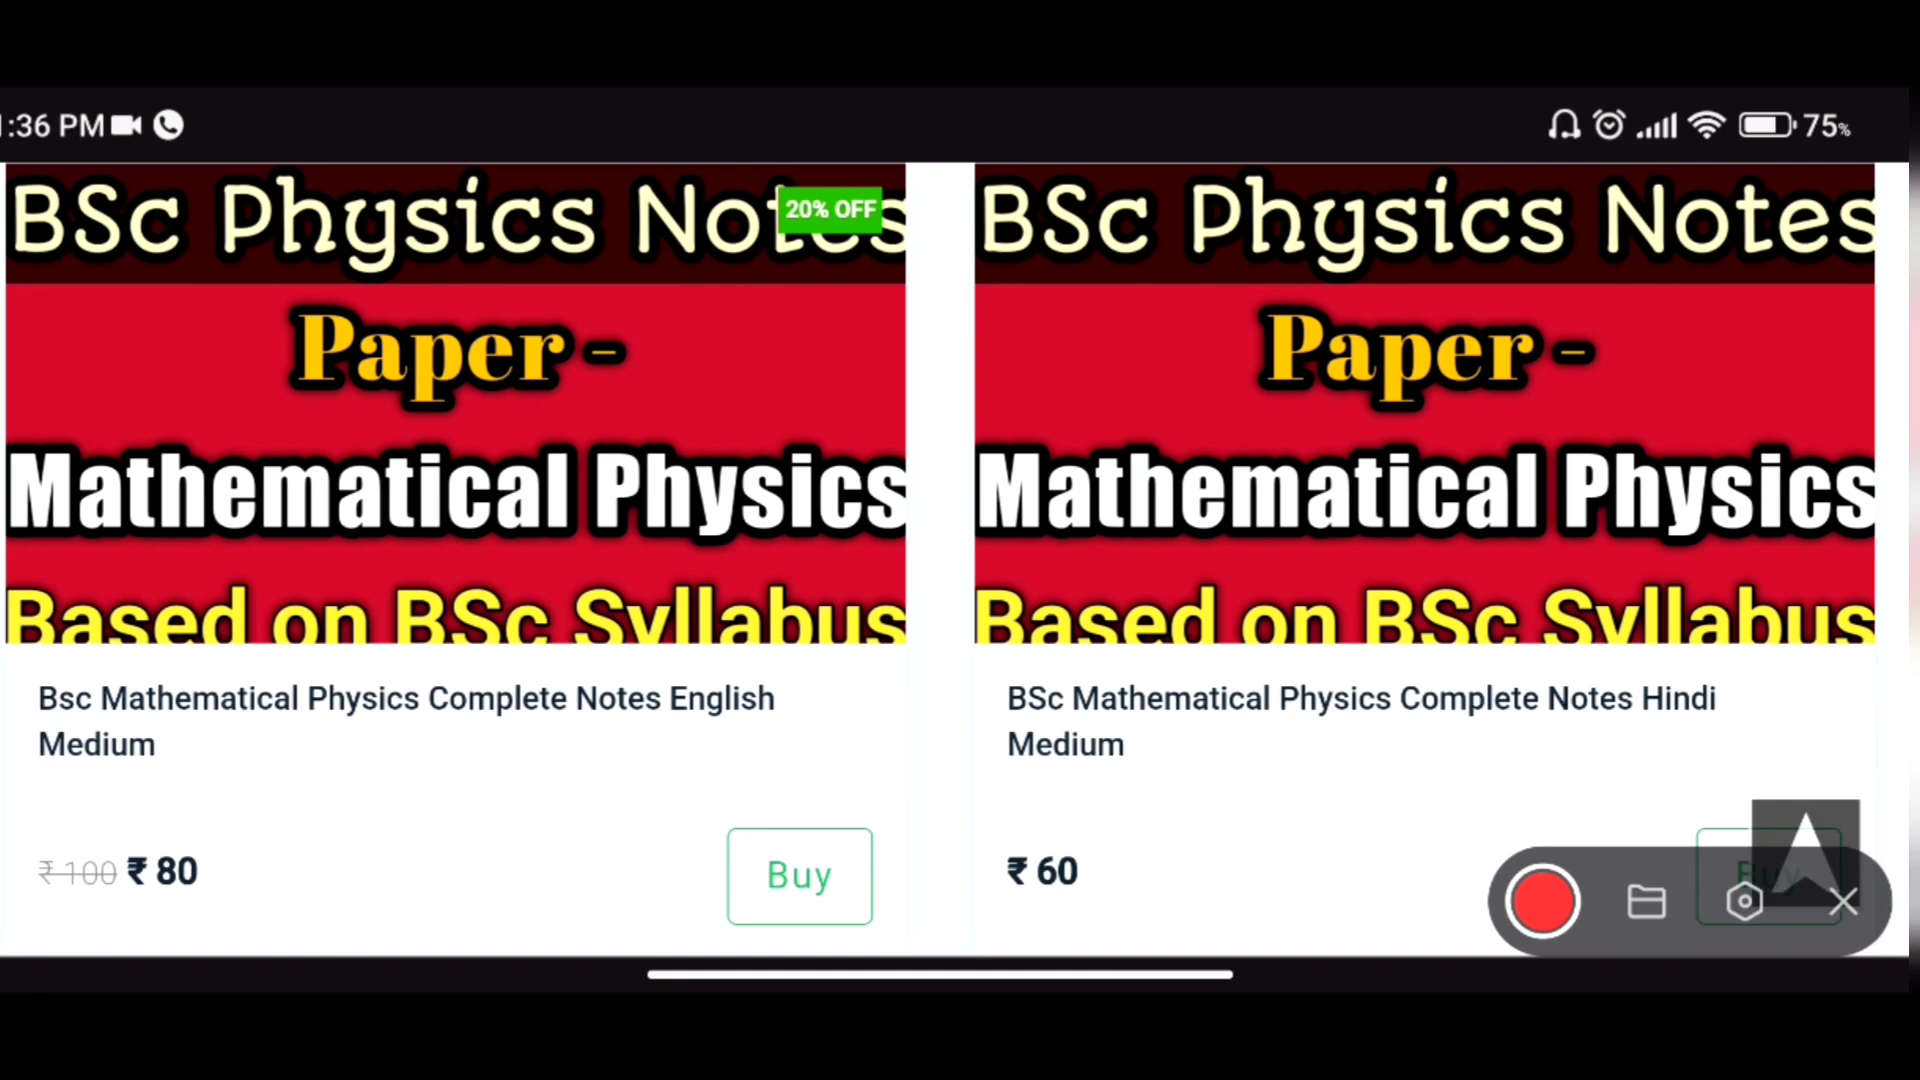 :36 PM
75%
BSc Physics Notes
20% OFF
Paper -
Mathematical Physics
Based on BSc Syllabus
Bsc Mathematical Physics Complete Notes English
Medium
₹ 100 ₹ 80
Buy
BSc Physics Notes
Paper -
Mathematical Physics
Based on BSc Syllabus
BSc Mathematical Physics Complete Notes Hindi
Medium
₹ 60
Buy